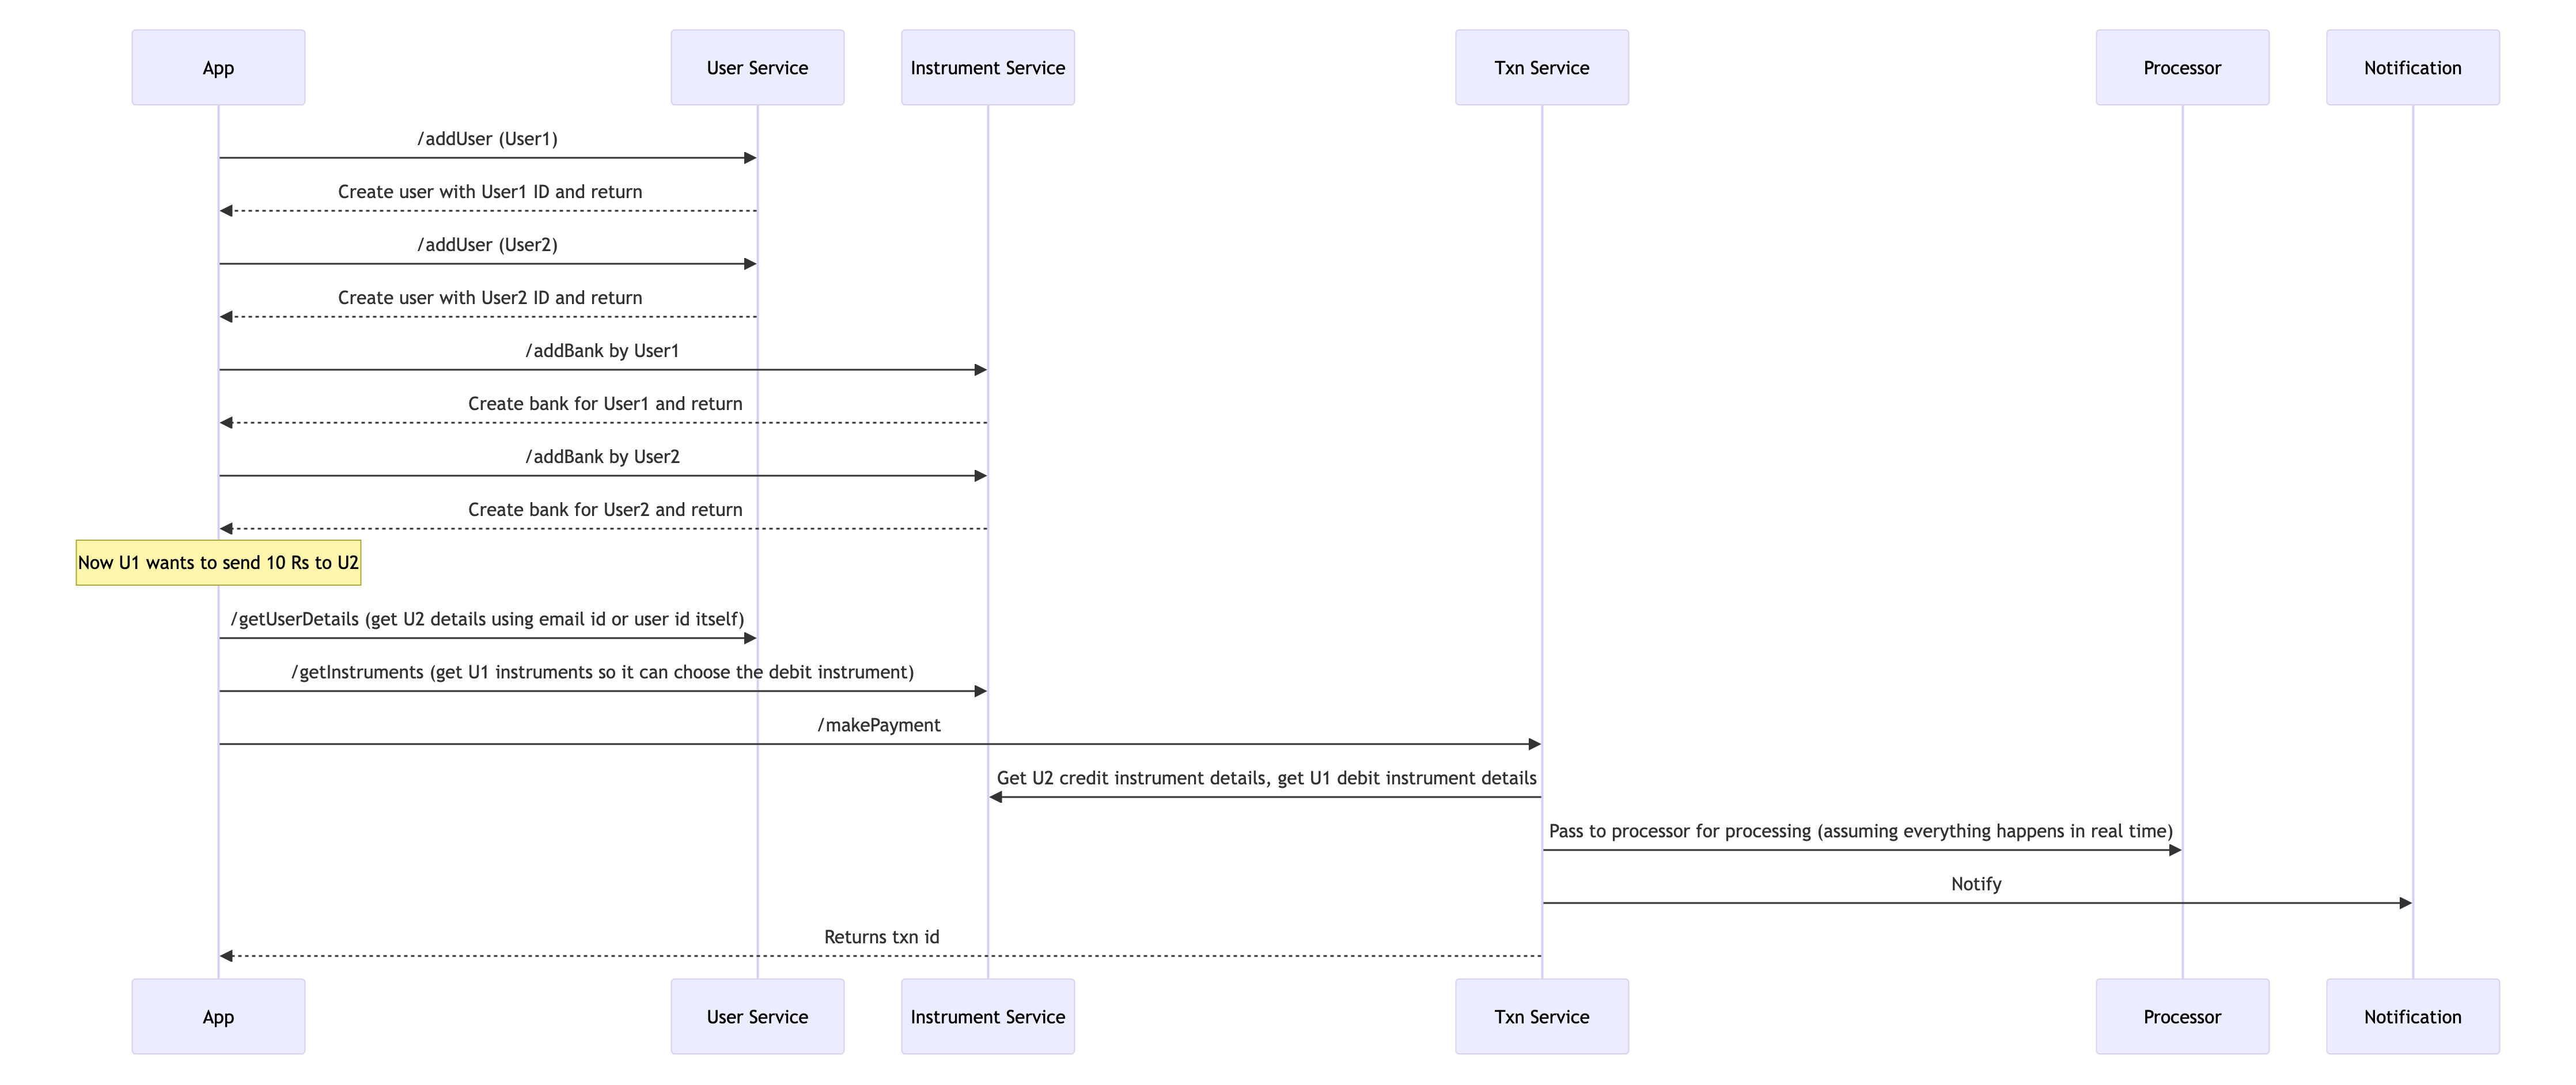 App
User Service
Instrument Service
Txn Service
Processor
Notification
/addUser (User1)
Create user with User1 ID and return
/addUser (User2)
Create user with User2 ID and return
/addBank by User1
Create bank for User1 and return
/addBank by User2
Create bank for User2 and return
Now U1 wants to send 10 Rs to U2
/getUserDetails (get U2 details using email id or user id itself)
/getInstruments (get U1 instruments so it can choose the debit instrument)
/makePayment
Get U2 credit instrument details, get U1 debit instrument details
Pass to processor for processing (assuming everything happens in real time)
Notify
Returns txn id
App
User Service
Instrument Service
Txn Service
Processor
Notification